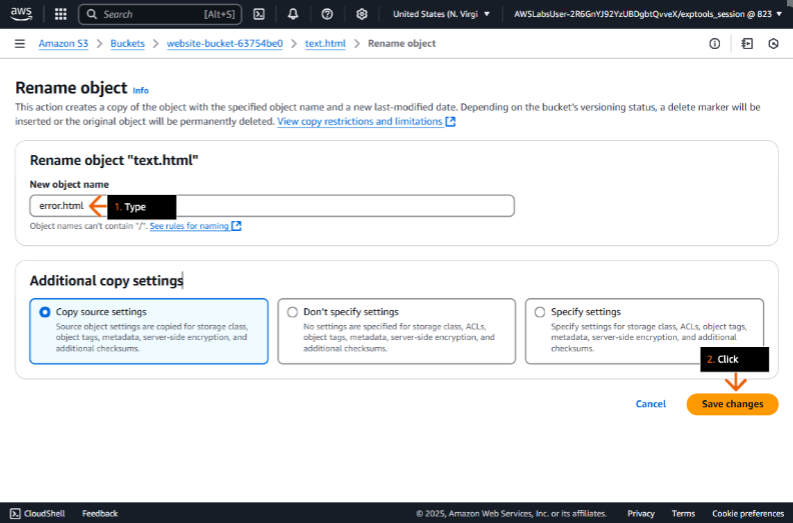 aws
Search [Alt+S]
United States (N. Virgi
AWSLabsUser-2R6GnYJ92YzUBDgbtQvveX/exptools_session @ 823
Amazon S3 > Buckets > website-bucket-63754be0 > text.html > Rename object
Rename object Info
This action creates a copy of the object with the specified object name and a new last-modified date. Depending on the bucket's versioning status, a delete marker will be
inserted or the original object will be permanently deleted. View copy restrictions and limitations
Rename object "text.html"
New object name
error.html
1. Type
Object names can't contain "/". See rules for naming
Additional copy settings
Copy source settings
Source object settings are copied for storage class,
object tags, metadata, server-side encryption, and
additional checksums.
Don't specify settings
No settings are specified for storage class, ACLs,
object tags, metadata, server-side encryption, and
additional checksums.
Specify settings
Specify settings for storage class, ACLs, object tags,
metadata, server-side encryption, and additional
checksums.
2. Click
Cancel
Save changes
CloudShell Feedback
© 2025, Amazon Web Services, Inc. or its affiliates.
Privacy Terms Cookie preferences